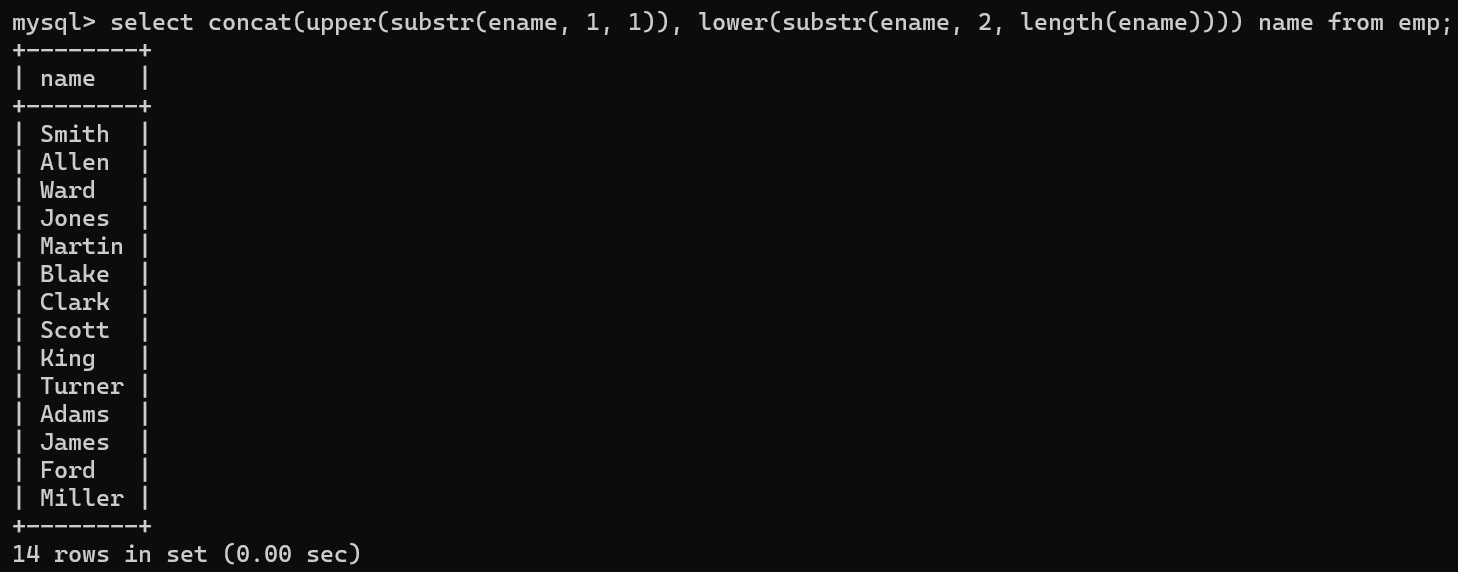 mysql> select concat(upper(substr(ename, 1, 1)), lower(substr(ename, 2, length(ename)))) name from emp;
+--------+
| name   |
+--------+
| Smith  |
| Allen  |
| Ward   |
| Jones  |
| Martin |
| Blake  |
| Clark  |
| Scott  |
| King   |
| Turner |
| Adams  |
| James  |
| Ford   |
| Miller |
+--------+
14 rows in set (0.00 sec)